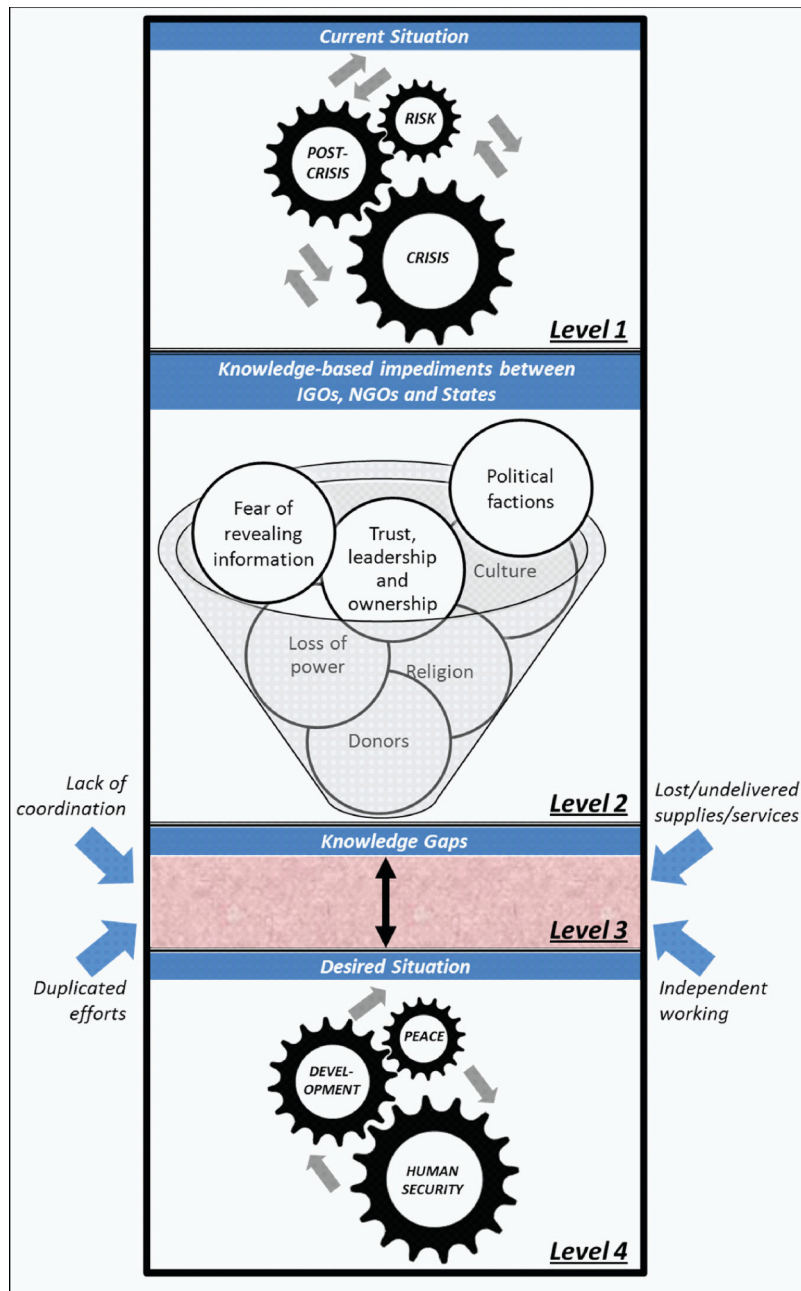 Current Situation
RISK
POST-
CRISIS
CRISIS
Level 1
Knowledge-based impediments between
IGOs, NGOs and States
Political
factions
Fear of
revealing
information
Trust,
leadership
and
ownership
Culture
Loss of
power
Religion
Donors
Level 2
Lack of
coordination
Lost/undelivered
supplies/services
Knowledge Gaps
Level 3
Duplicated
efforts
Independent
working
Desired Situation
PEACE
DEVEL-
OPMENT
HUMAN
SECURITY
Level 4